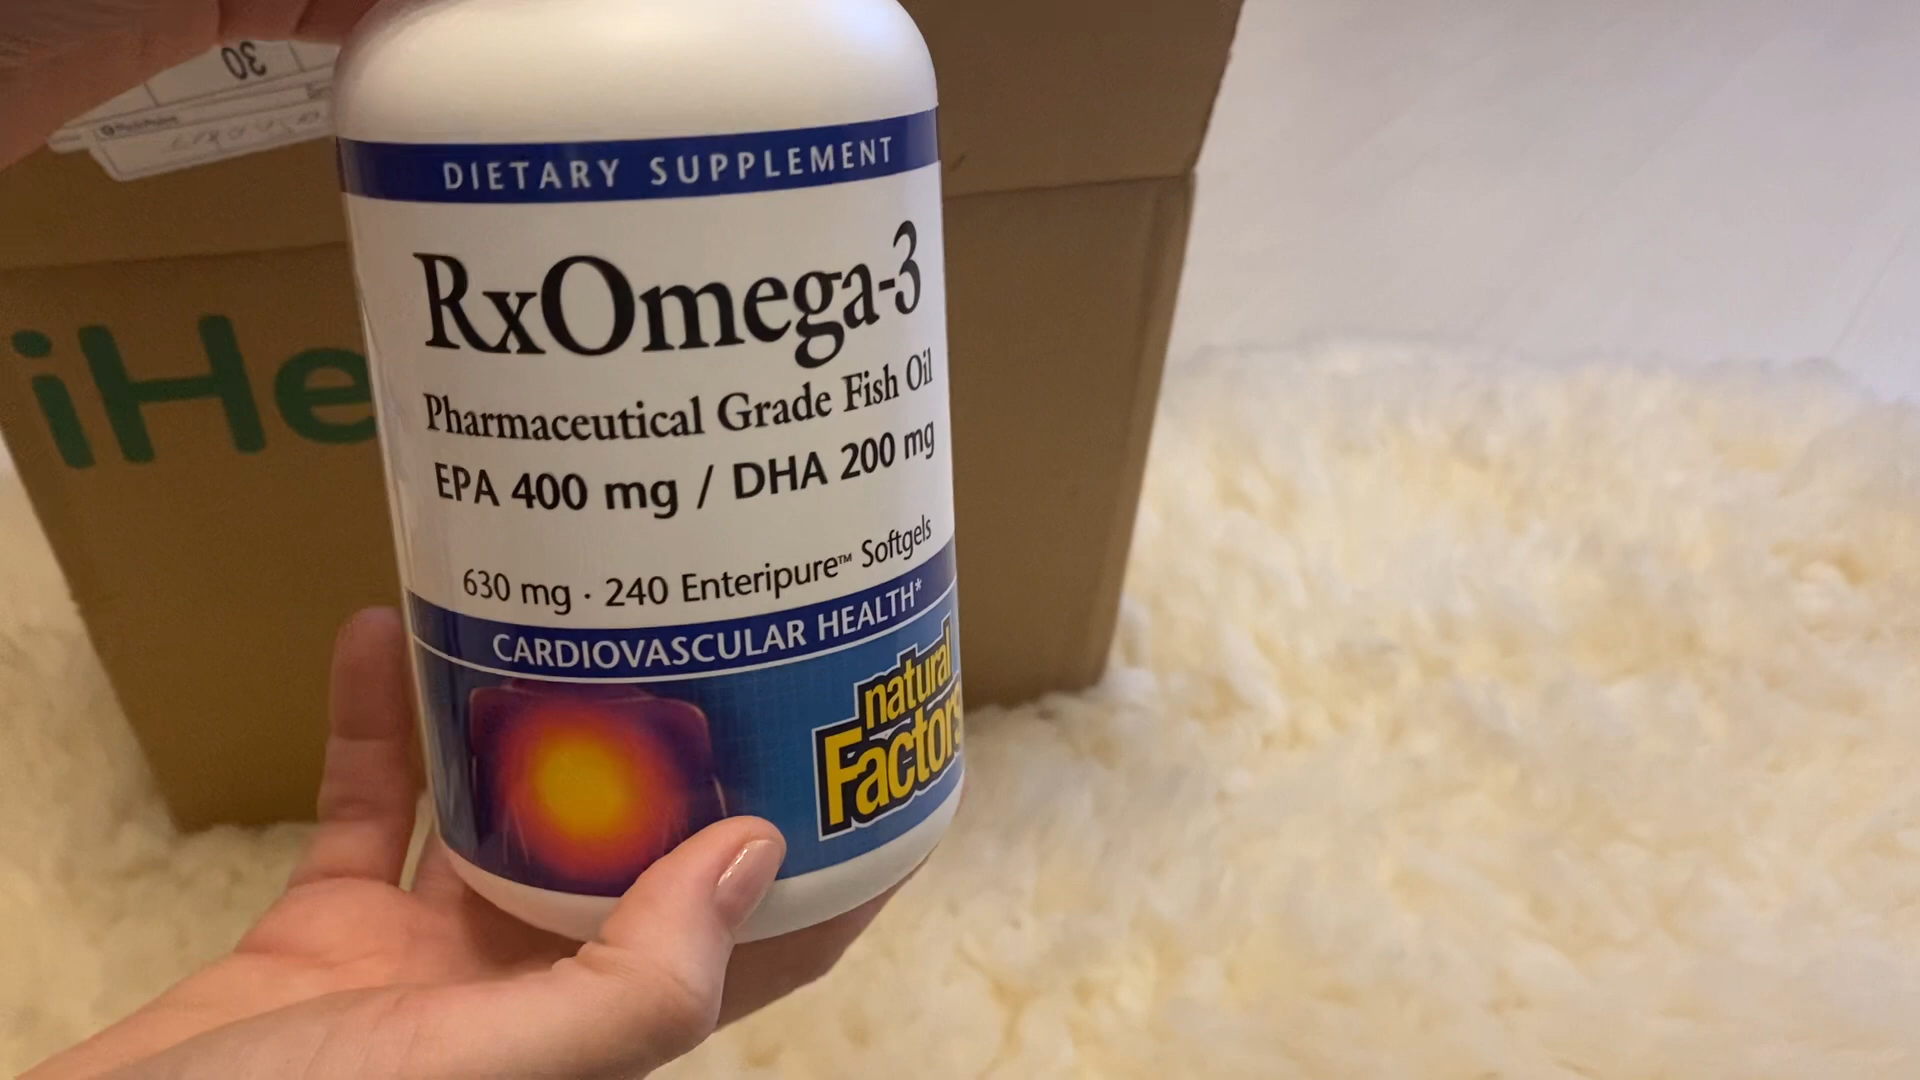 30
DIETARY SUPPLEMENT
RxOmega-3
Pharmaceutical Grade Fish Oil
EPA 400 mg / DHA 200 mg
630 mg · 240 Enteripure™ Softgels
CARDIOVASCULAR HEALTH*
natural
Factors
iHe